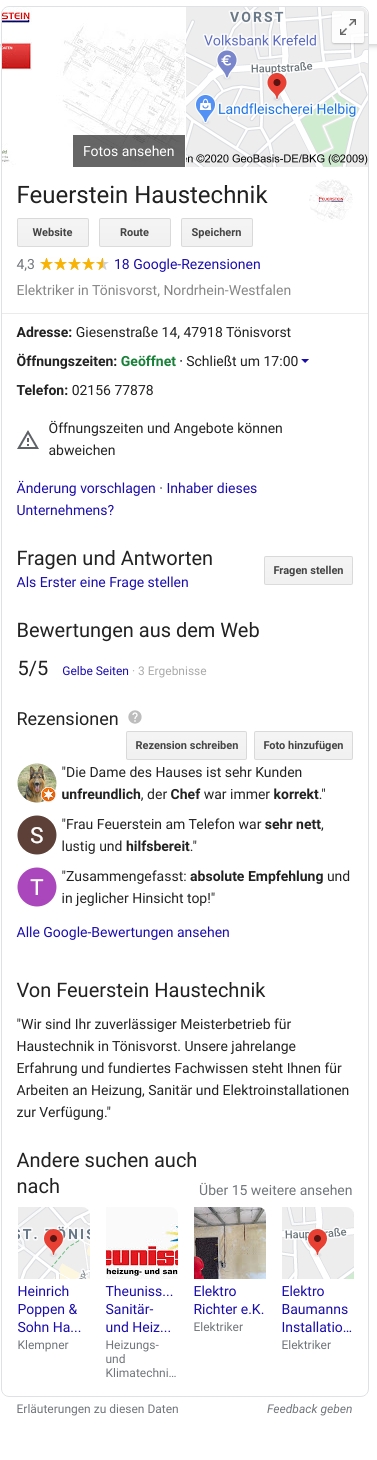 STEIN
VORST
Volksbank Krefeld
Hauptstraße
Landfleischerei Helbig
Fotos ansehen
©2020 GeoBasis-DE/BKG (©2009)
Feuerstein Haustechnik
Website
Route
Speichern
4,3
18 Google-Rezensionen
Elektriker in Tönisvorst, Nordrhein-Westfalen
Adresse: Giesenstraße 14, 47918 Tönisvorst
Öffnungszeiten: Geöffnet · Schließt um 17:00
Telefon: 02156 77878
Öffnungszeiten und Angebote können
abweichen
Änderung vorschlagen · Inhaber dieses
Unternehmens?
Fragen und Antworten
Fragen stellen
Als Erster eine Frage stellen
Bewertungen aus dem Web
5/5 Gelbe Seiten · 3 Ergebnisse
Rezensionen ?
Rezension schreiben
Foto hinzufügen
"Die Dame des Hauses ist sehr Kunden
unfreundlich, der Chef war immer korrekt."
S
"Frau Feuerstein am Telefon war sehr nett,
lustig und hilfsbereit."
T
"Zusammengefasst: absolute Empfehlung und
in jeglicher Hinsicht top!"
Alle Google-Bewertungen ansehen
Von Feuerstein Haustechnik
"Wir sind Ihr zuverlässiger Meisterbetrieb für
Haustechnik in Tönisvorst. Unsere jahrelange
Erfahrung und fundiertes Fachwissen steht Ihnen für
Arbeiten an Heizung, Sanitär und Elektroinstallationen
zur Verfügung."
Andere suchen auch
nach
Über 15 weitere ansehen
ST. TÖNIS
Heinrich
Poppen &
Sohn Ha...
Klempner
euniss
heizung- und san
Theuniss...
Sanitär-
und Heiz...
Heizungs-
und
Klimatechni...
Elektro
Richter e.K.
Elektriker
Elektro
Baumanns
Installatio...
Elektriker
Erläuterungen zu diesen Daten
Feedback geben